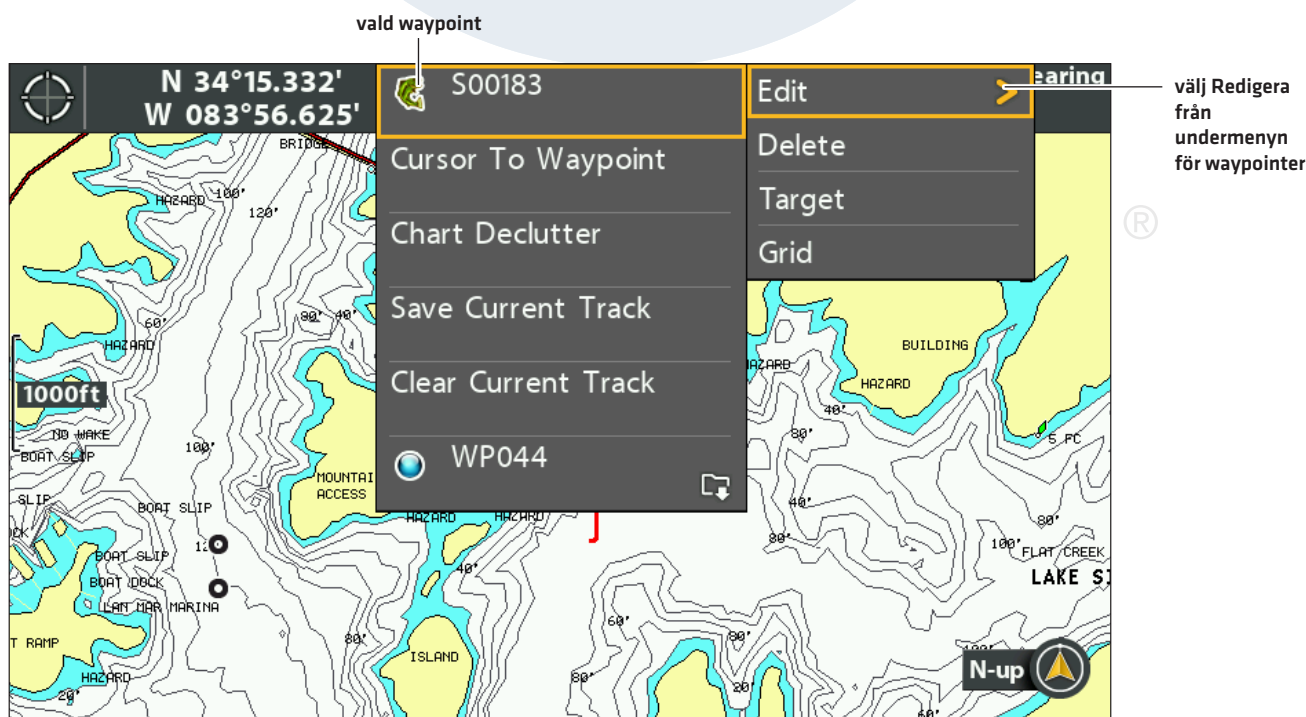 vald waypoint
N 34°15.332'
W 083°56.625'
S00183
Cursor To Waypoint
Chart Declutter
Save Current Track
Clear Current Track
WP044
Edit
Delete
Target
Grid
earing
välj Redigera
från
undermenyn
för waypointer
®
BRIDGE
HAZARD
100'
120'
60'
HAZARD
80'
40'
1000ft
NO WAKE
BOAT SLIP
100'
SLIP
BOAT SLIP
MOUNTAI
ACCESS
BOAT SLIP
BOAT DOCK
LAN MAR MARINA
T RAMP
HAZARD
20'
80'
HAZARD
HAZARD
40'
ISLAND
80'
60'
80'
20'
BUILDING
HAZARD
40'
80'
5 FC
40'
80'
80'
100'
FLAT CREEK
LAKE S
100'
N-up
60'